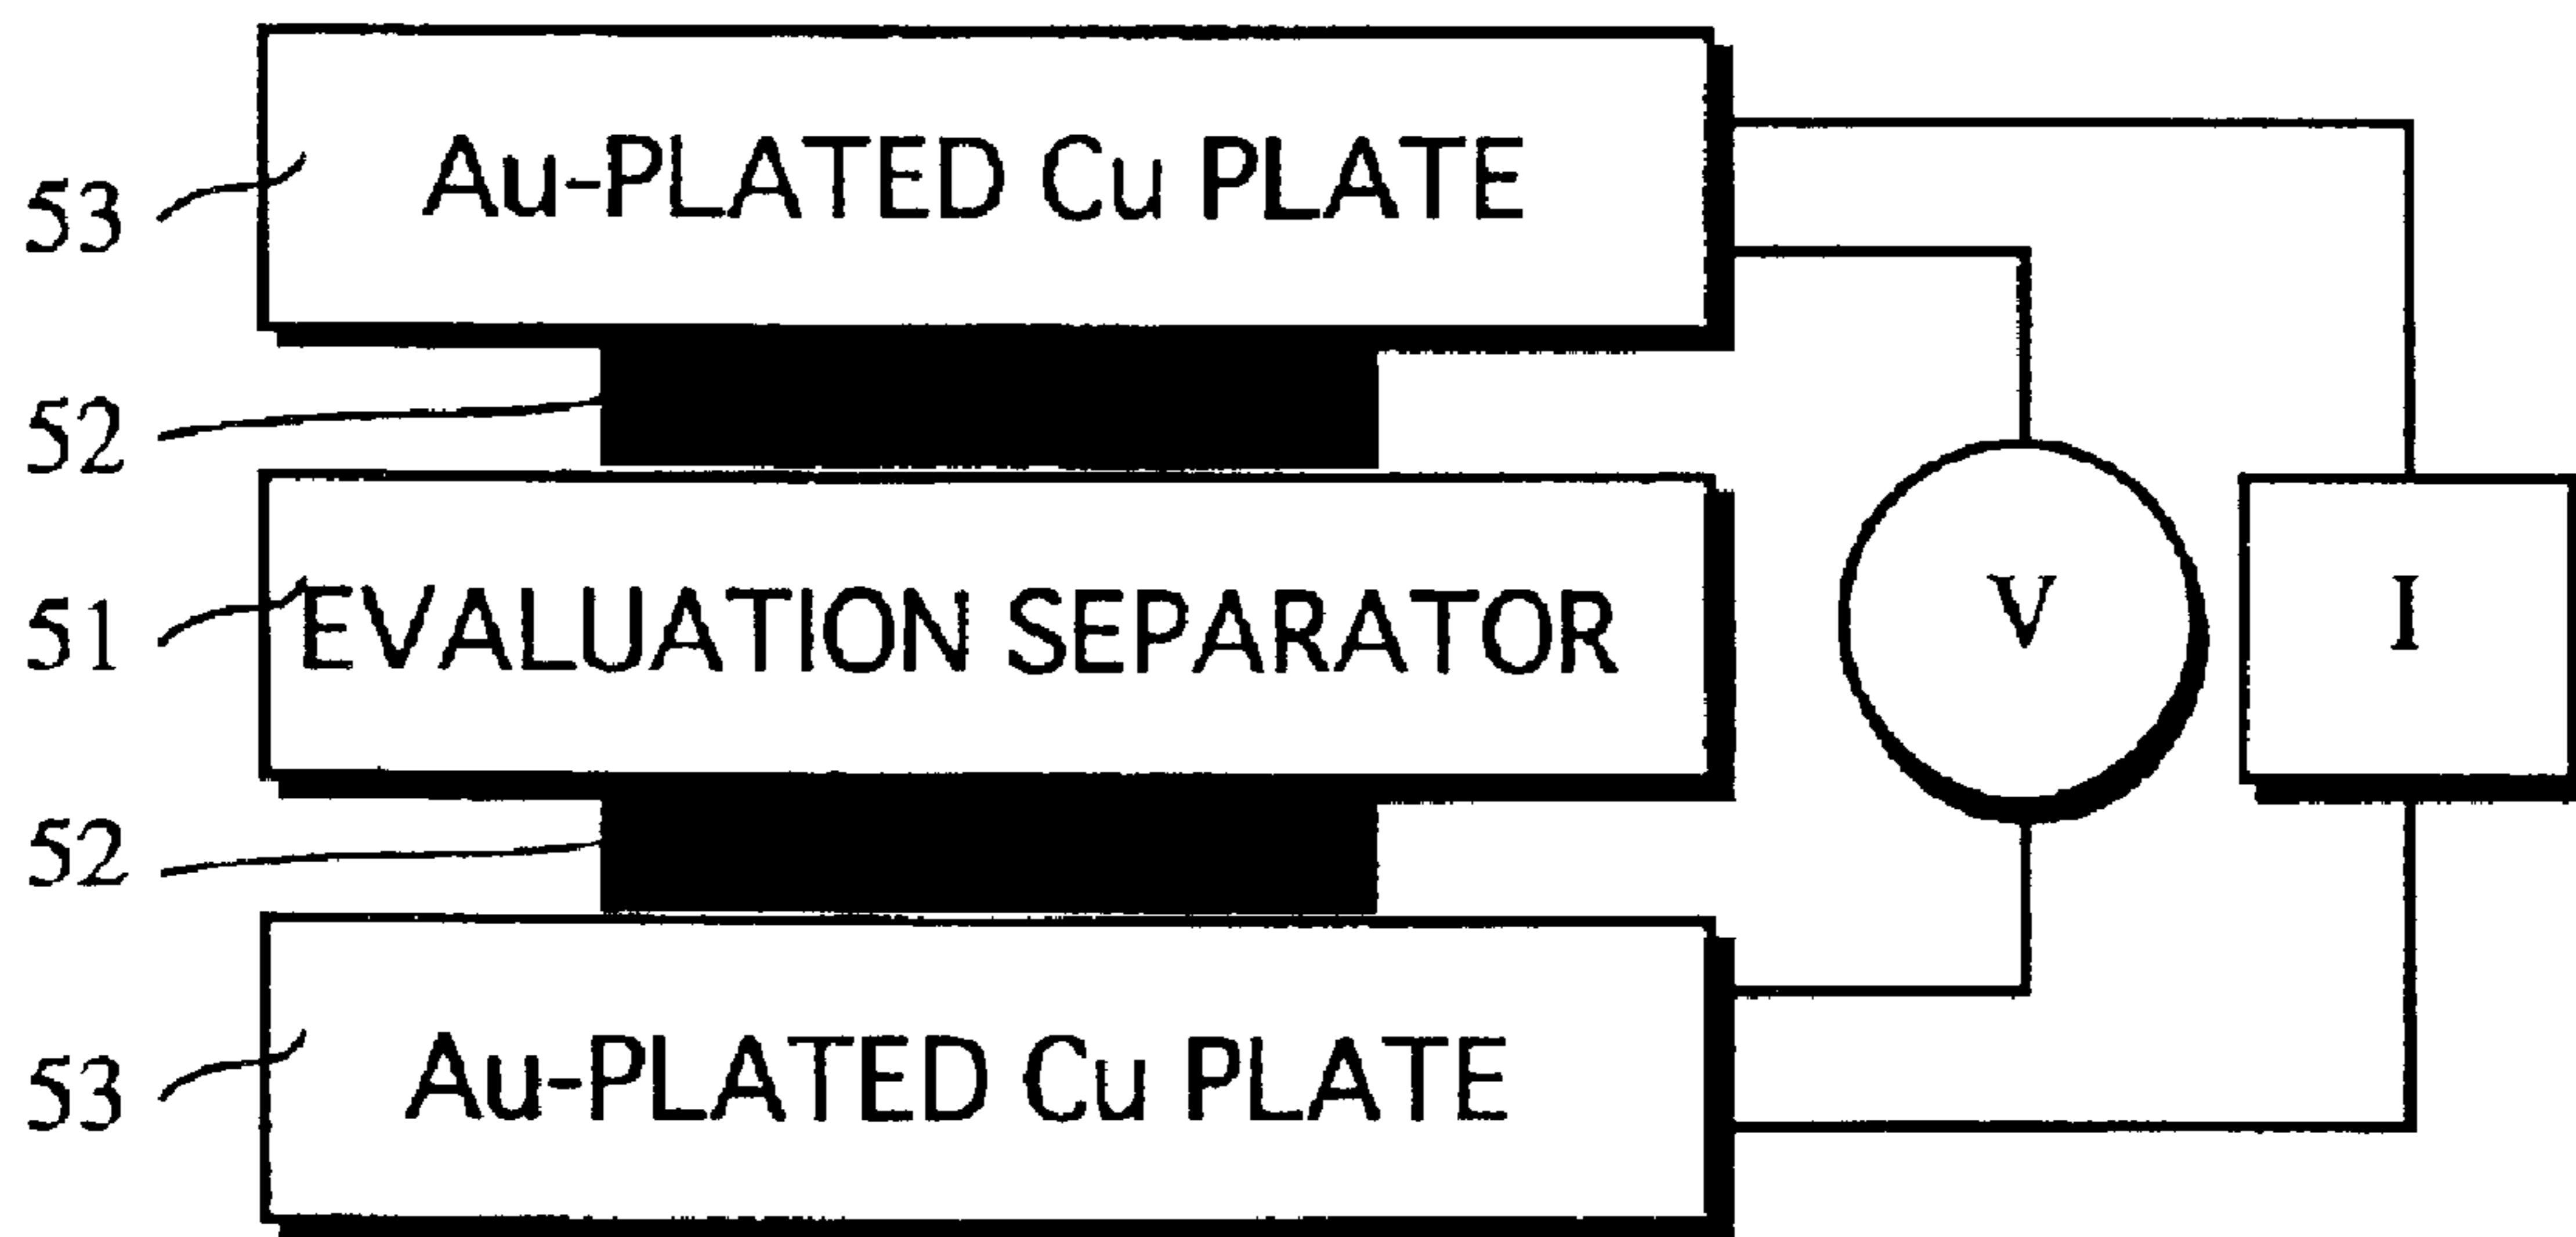 53 Au-PLATED Cu PLATE
52
51 EVALUATION SEPARATOR
V
I
52
53 Au-PLATED Cu PLATE